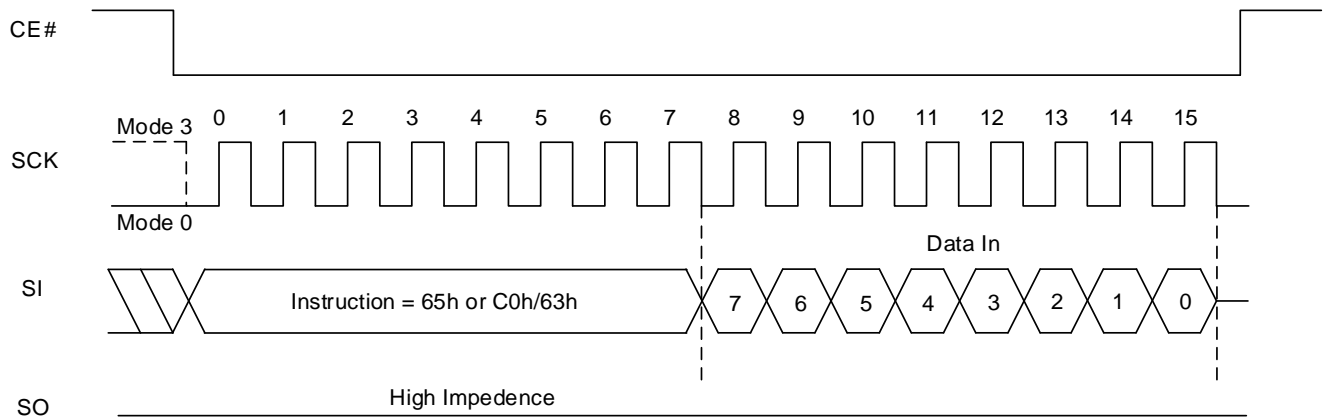 CE#
Mode 3
0 1 2 3 4 5 6 7 8 9 10 11 12 13 14 15
SCK
Mode 0
Data In
SI
Instruction = 65h or C0h/63h
7 6 5 4 3 2 1 0
High Impedence
SO